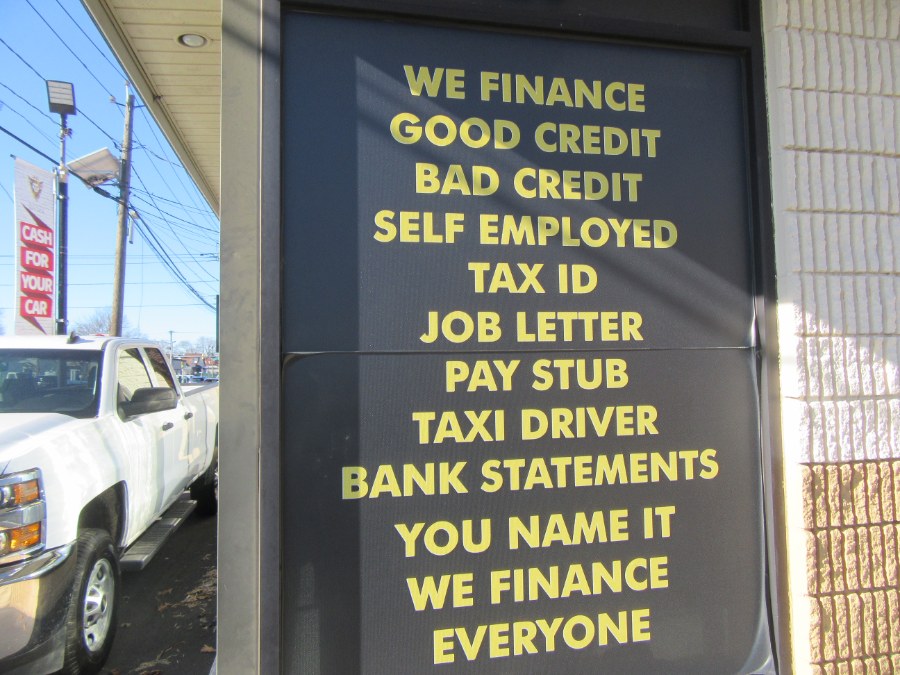 WE FINANCE
GOOD CREDIT
BAD CREDIT
SELF EMPLOYED
TAX ID
JOB LETTER
PAY STUB
TAXI DRIVER
BANK STATEMENTS
YOU NAME IT
WE FINANCE
EVERYONE
CASH
FOR
YOUR
CAR